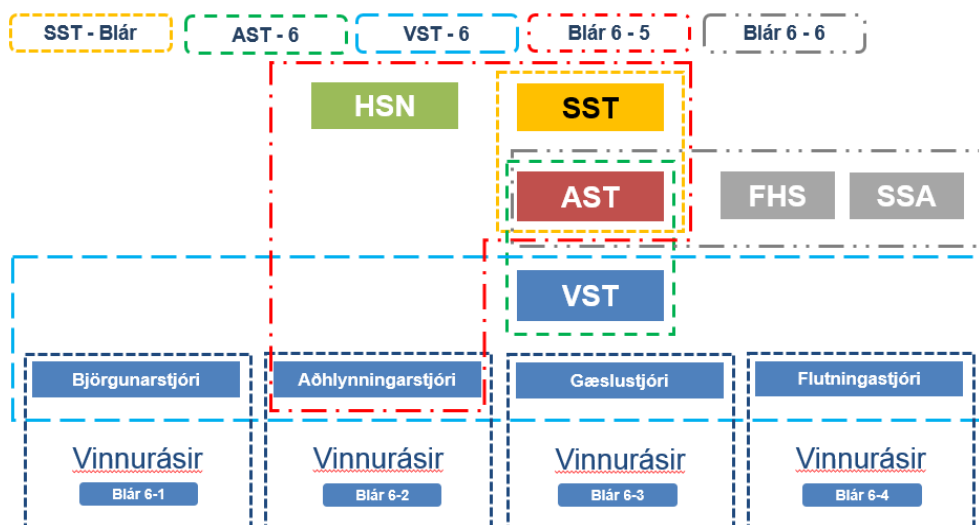 SST - Blár
AST - 6
VST - 6
Blár 6 - 5
Blár 6 - 6
HSN
SST
AST
FHS
SSA
VST
Björgunarstjóri
Aðhlynningarstjóri
Gæslustjóri
Flutningastjóri
Vinnurásir
Vinnurásir
Vinnurásir
Vinnurásir
Blár 6-1
Blár 6-2
Blár 6-3
Blár 6-4